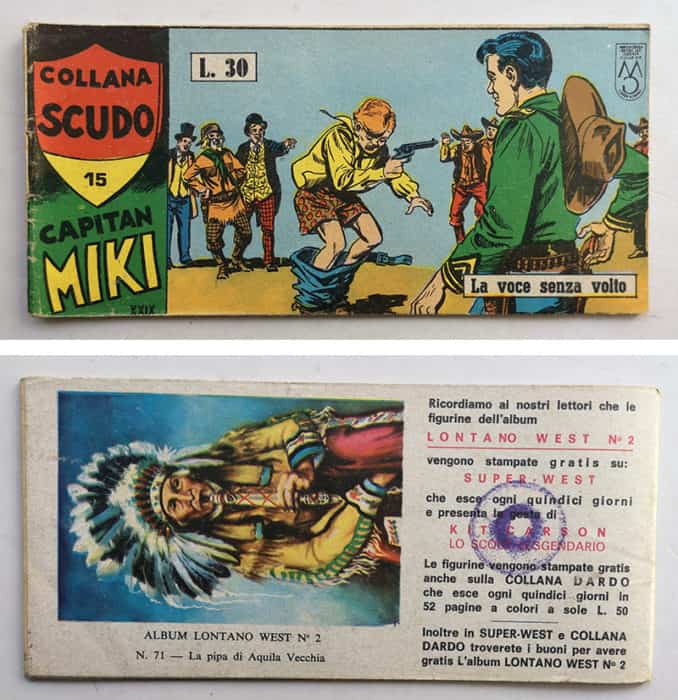 COLLANA
SCUDO
15
CAPITAN
MIKI
XXIX
L. 30
La voce senza volto
ALBUM LONTANO WEST Nº 2
N. 71 — La pipa di Aquila Vecchia
Ricordiamo ai nostri lettori che le
figurine dell'album
LONTANO WEST Nº 2
vengono stampate gratis su:
SUPER-WEST
che esce ogni quindici giorni
e presenta le gesta di
KIT CARSON
LO SCOUT LEGGENDARIO
Le figurine vengono stampate gratis
anche sulla COLLANA DARDO
che esce ogni quindici giorni in
52 pagine a colori a sole L. 50
Inoltre in SUPER-WEST e COLLANA
DARDO troverete i buoni per avere
gratis L'album LONTANO WEST Nº 2